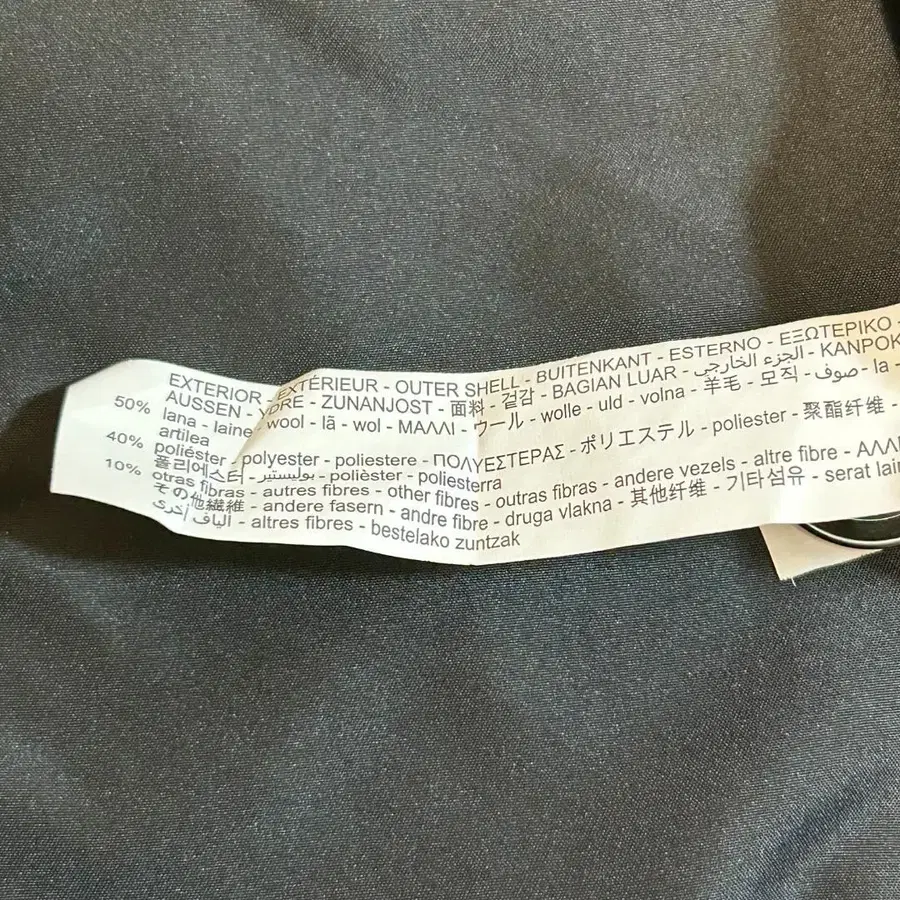 EXTERIOR - EXTÉRIEUR - OUTER SHELL - BUITENKANT - ESTERNO - ΕΞΩΤΕΡΙΚΟ -
AUSSEN - YDRE - ZUNANJOST - 面料 - 겉감 - BAGIAN LUAR - الجزء الخارجي - KANPOK
50% lana - laine - wool - lã - wol - ΜΑΛΛΙ - ウール - wolle - uld - volna - 羊毛 - 모직 - صوف - la -
artilea
40% poliéster - polyester - poliestere - ΠΟΛΥΕΣΤΕΡΑΣ - ポリエステル - poliester - 聚酯纤维 -
폴리에스터 - بوليستير - polièster - poliesterra
10% otras fibras - autres fibres - other fibres - outras fibras - andere vezels - altre fibre - ΑΛΛ
その他繊維 - andere fasern - andre fibre - druga vlakna - 其他纤维 - 기타섬유 - serat lain
ألياف أخرى - altres fibres - bestelako zuntzak